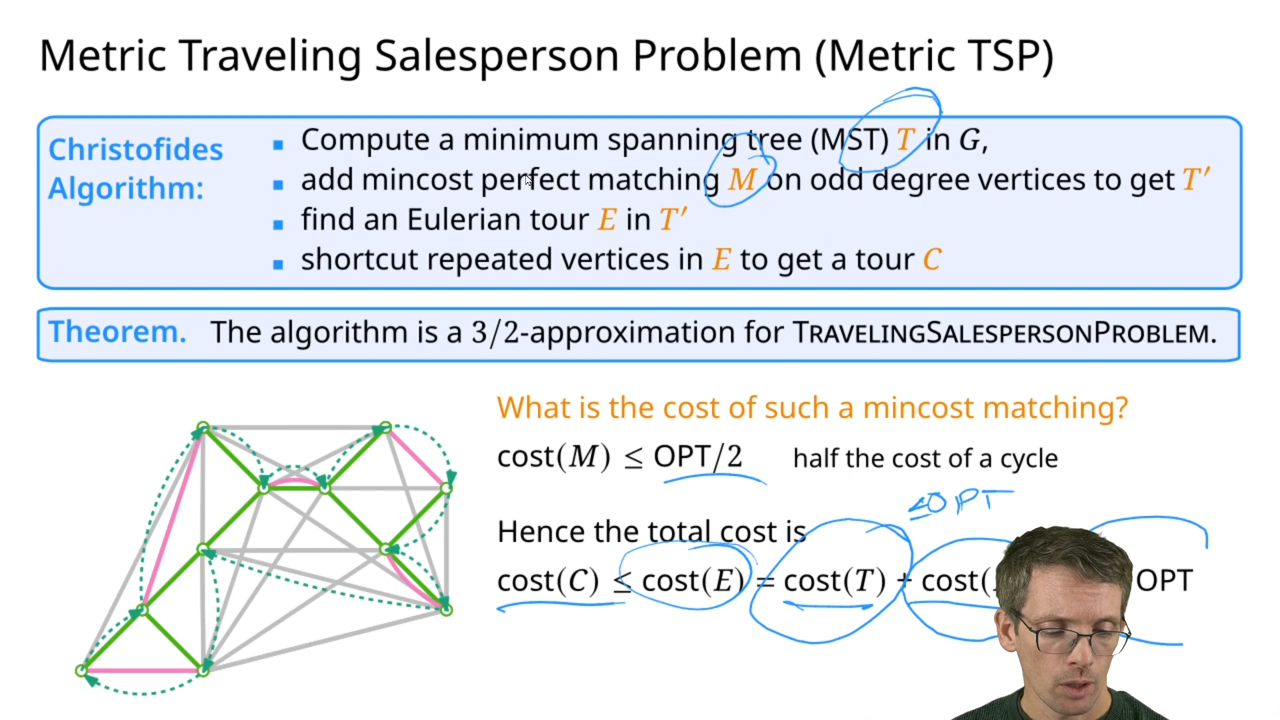 Metric Traveling Salesperson Problem (Metric TSP)
Christofides Algorithm:
▪ Compute a minimum spanning tree (MST) T in G,
▪ add mincost perfect matching M on odd degree vertices to get T′
▪ find an Eulerian tour E in T′
▪ shortcut repeated vertices in E to get a tour C
Theorem. The algorithm is a 3/2-approximation for TRAVELINGSALESPERSONPROBLEM.
What is the cost of such a mincost matching?
cost(M) ≤ OPT/2 half the cost of a cycle
≤OPT
Hence the total cost is
cost(C) ≤ cost(E) = cost(T) + cost( OPT